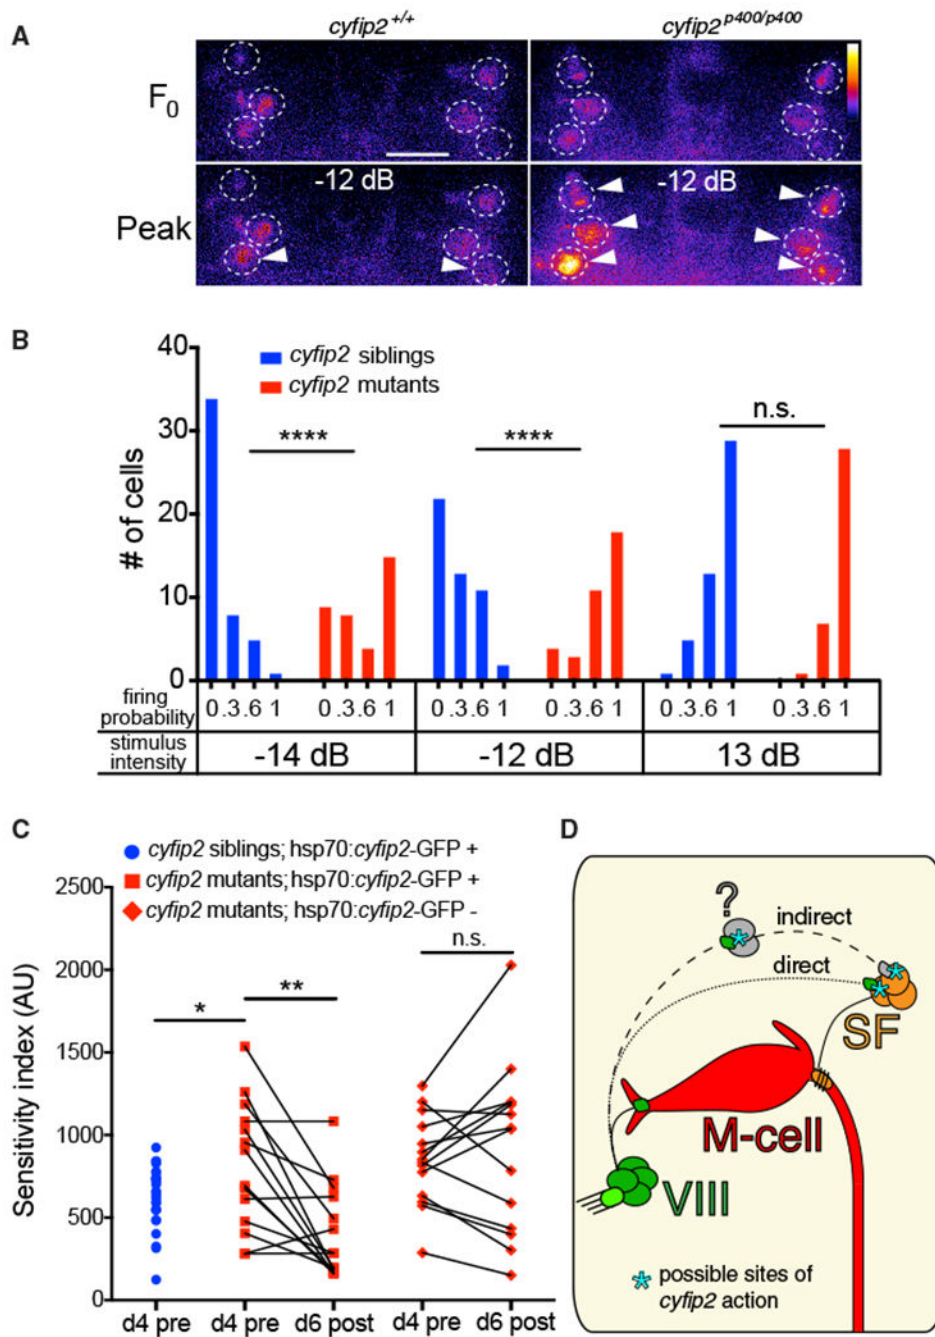 A
cyfip2 +/+
cyfip2 p400/p400
F0
Peak
-12 dB
-12 dB
B
cyfip2 siblings
cyfip2 mutants
# of cells
40
30
20
10
0
****
****
n.s.
firing probability
0 .3 .6 1
0 .3 .6 1
0 .3 .6 1
0 .3 .6 1
0 .3 .6 1
0 .3 .6 1
stimulus intensity
-14 dB
-12 dB
13 dB
C
cyfip2 siblings; hsp70:cyfip2-GFP +
cyfip2 mutants; hsp70:cyfip2-GFP +
cyfip2 mutants; hsp70:cyfip2-GFP -
Sensitivity index (AU)
2500
2000
1500
1000
500
0
*
**
n.s.
d4 pre
d4 pre
d6 post
d4 pre
d6 post
D
?
indirect
direct
SF
M-cell
VIII
possible sites of
cyfip2 action